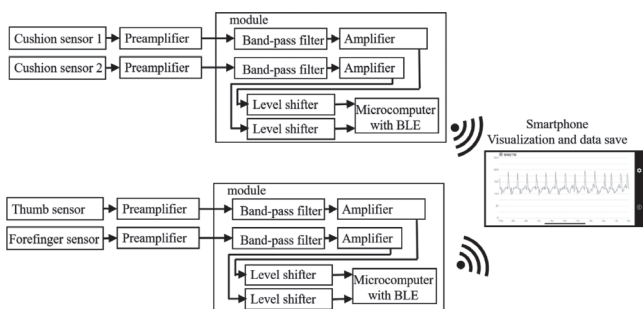 module
Cushion sensor 1
Preamplifier
Band-pass filter
Amplifier
Cushion sensor 2
Preamplifier
Band-pass filter
Amplifier
Level shifter
Level shifter
Microcomputer
with BLE
Smartphone
Visualization and data save
module
Thumb sensor
Preamplifier
Band-pass filter
Amplifier
Forefinger sensor
Preamplifier
Band-pass filter
Amplifier
Level shifter
Level shifter
Microcomputer
with BLE